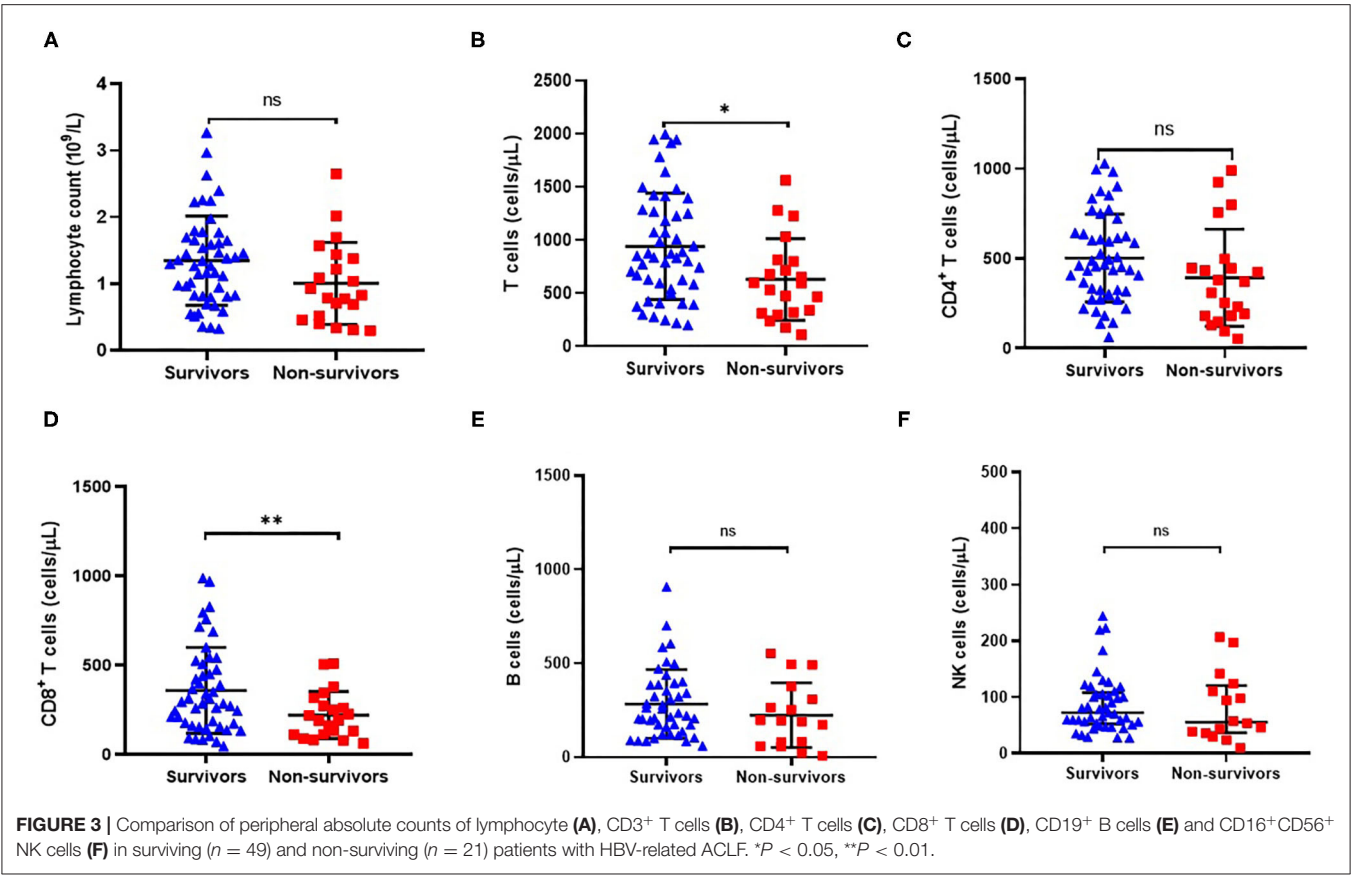 A
B
C
4
3
2
1
0
Lymphocyte count (10⁹/L)
ns
Survivors
Non-survivors
2500
2000
1500
1000
500
0
T cells (cells/μL)
*
Survivors
Non-survivors
1500
1000
500
0
CD4⁺ T cells (cells/μL)
ns
Survivors
Non-survivors
D
E
F
1500
1000
500
0
CD8⁺ T cells (cells/μL)
**
Survivors
Non-survivors
1500
1000
500
0
B cells (cells/μL)
ns
Survivors
Non-survivors
500
400
300
200
100
0
NK cells (cells/μL)
ns
Survivors
Non-survivors
FIGURE 3 | Comparison of peripheral absolute counts of lymphocyte (A), CD3⁺ T cells (B), CD4⁺ T cells (C), CD8⁺ T cells (D), CD19⁺ B cells (E) and CD16⁺CD56⁺
NK cells (F) in surviving (n = 49) and non-surviving (n = 21) patients with HBV-related ACLF. *P < 0.05, **P < 0.01.